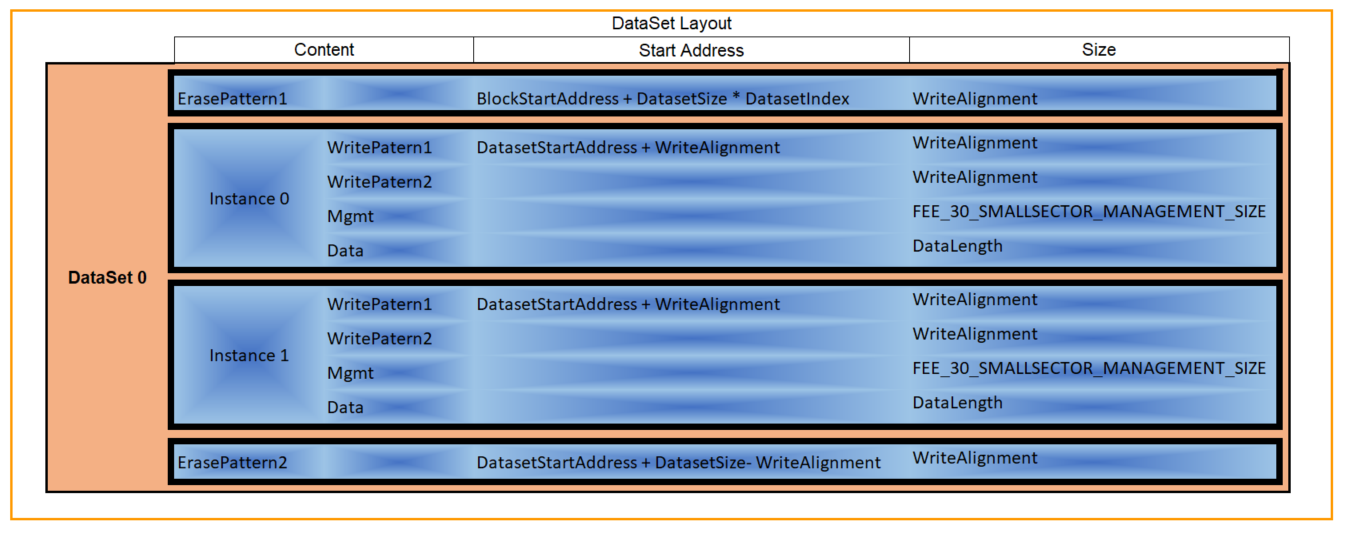 DataSet Layout
Content Start Address Size
ErasePattern1 BlockStartAddress + DatasetSize * DatasetIndex WriteAlignment
WritePatern1 DatasetStartAddress + WriteAlignment WriteAlignment
WritePatern2 WriteAlignment
Instance 0
Mgmt FEE_30_SMALLSECTOR_MANAGEMENT_SIZE
Data DataLength
DataSet 0
WritePatern1 DatasetStartAddress + WriteAlignment WriteAlignment
WritePatern2 WriteAlignment
Instance 1
Mgmt FEE_30_SMALLSECTOR_MANAGEMENT_SIZE
Data DataLength
ErasePattern2 DatasetStartAddress + DatasetSize- WriteAlignment WriteAlignment